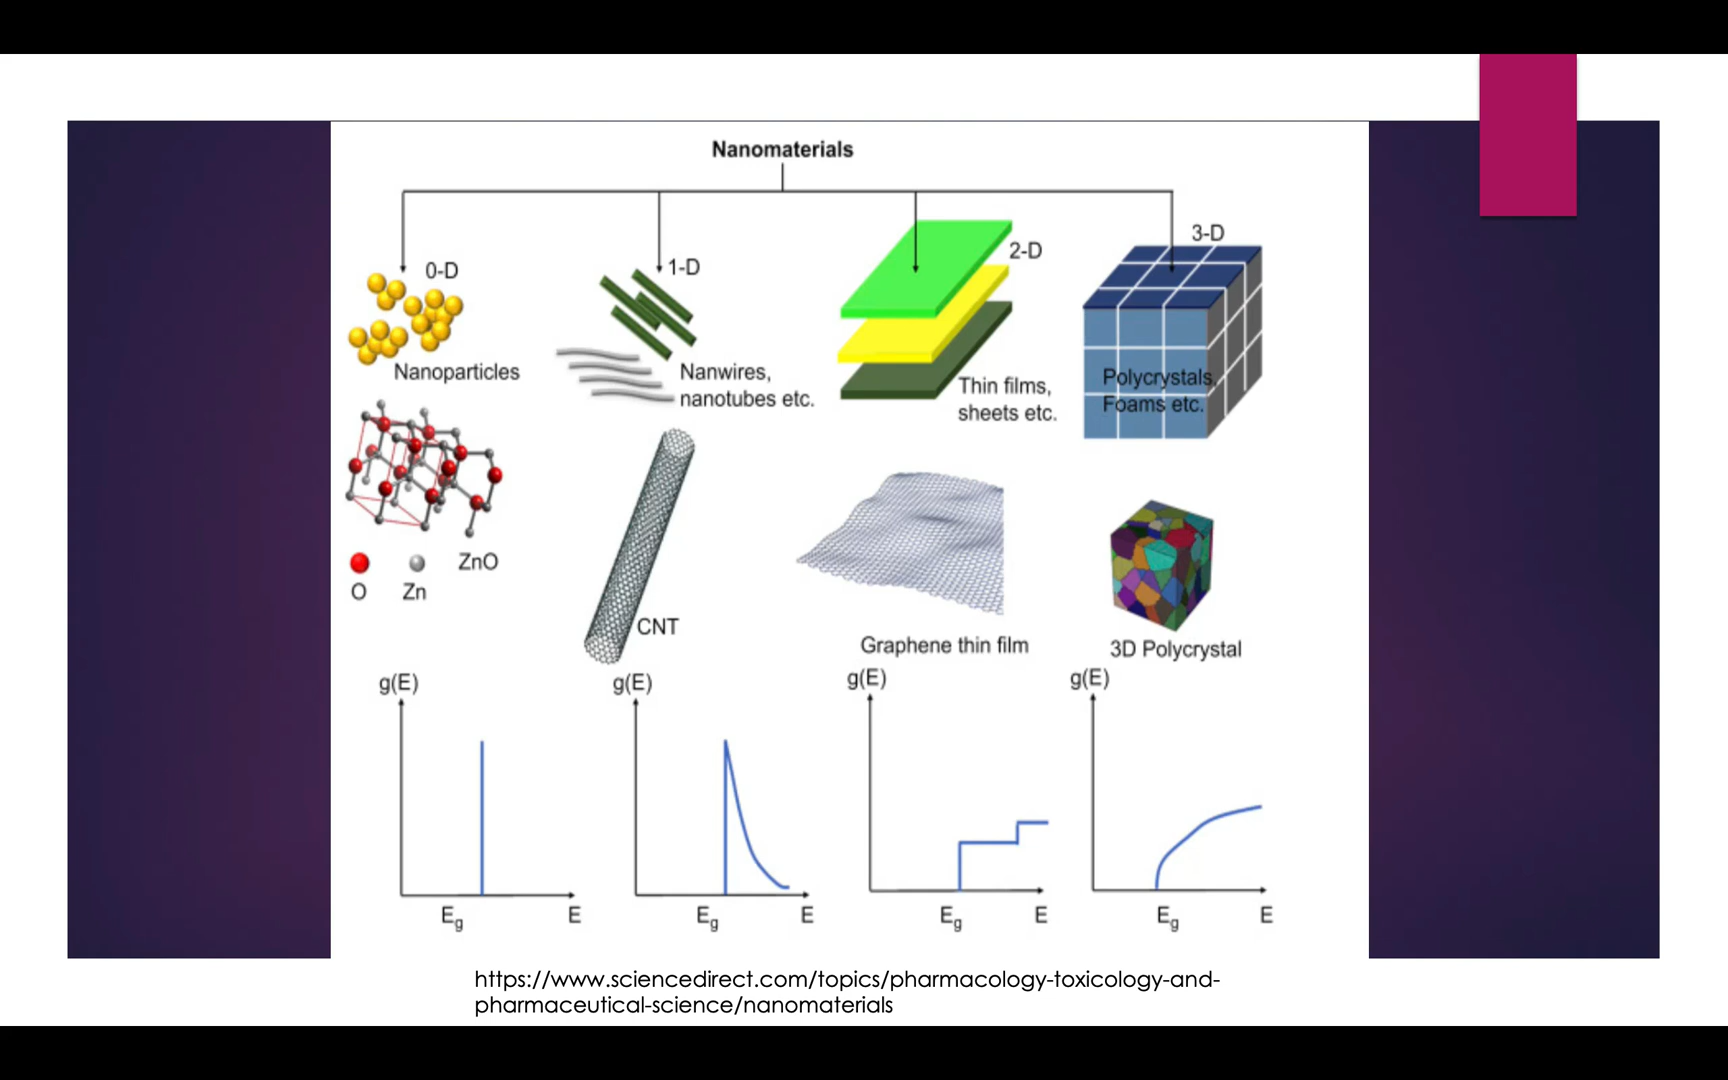 Nanomaterials
0-D
1-D
2-D
3-D
Nanoparticles
Nanwires,
nanotubes etc.
Thin films,
sheets etc.
Polycrystals,
Foams etc.
O
Zn
ZnO
CNT
Graphene thin film
3D Polycrystal
g(E)
g(E)
g(E)
g(E)
Eg
E
Eg
E
Eg
E
Eg
E
https://www.sciencedirect.com/topics/pharmacology-toxicology-and-
pharmaceutical-science/nanomaterials